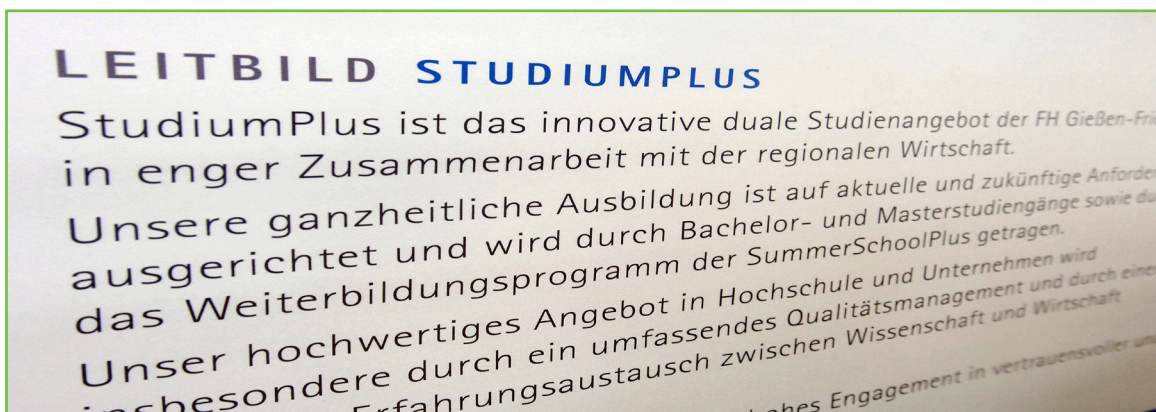 LEITBILD STUDIUMPLUS
StudiumPlus ist das innovative duale Studienangebot der FH Gießen-
in enger Zusammenarbeit mit der regionalen Wirtschaft.
Unsere ganzheitliche Ausbildung ist auf aktuelle und zukünftige
ausgerichtet und wird durch Bachelor- und Masterstudiengänge sowie
das Weiterbildungsprogramm der SummerSchoolPlus getragen.
Unser hochwertiges Angebot in Hochschule und Unternehmen wird
insbesondere durch ein umfassendes Qualitätsmanagement und durch einen
Erfahrungsaustausch zwischen Wissenschaft und Wirtschaft
Engagement in vertrauensvoller und